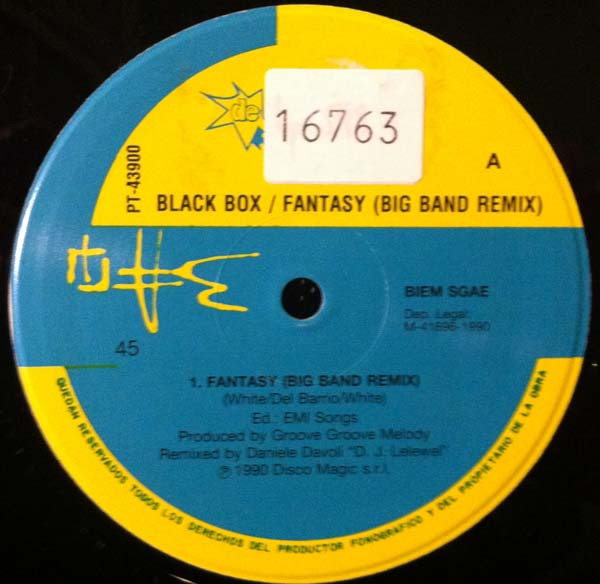 de
16763
A
PT-43900
BLACK BOX / FANTASY (BIG BAND REMIX)
BIEM SGAE
Dep. Legal:
M-41696-1990
45
1. FANTASY (BIG BAND REMIX)
(White/Del Barrio/White)
Ed.: EMI Songs
Produced by Groove Groove Melody
Remixed by Daniele Davoli "D. J. Lelewel"
℗ 1990 Disco Magic s.r.l.
QUEDAN RESERVADOS TODOS LOS DERECHOS DEL PRODUCTOR FONOGRAFICO Y DEL PROPIETARIO DE LA OBRA